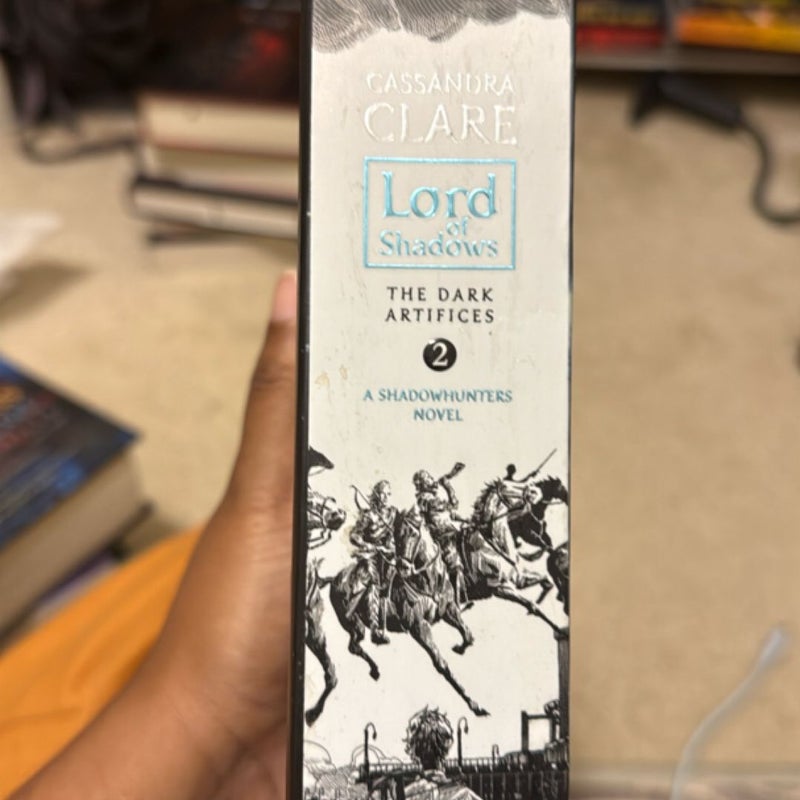 CASSANDRA
CLARE
Lord
of
Shadows
THE DARK
ARTIFICES
2
A SHADOWHUNTERS
NOVEL